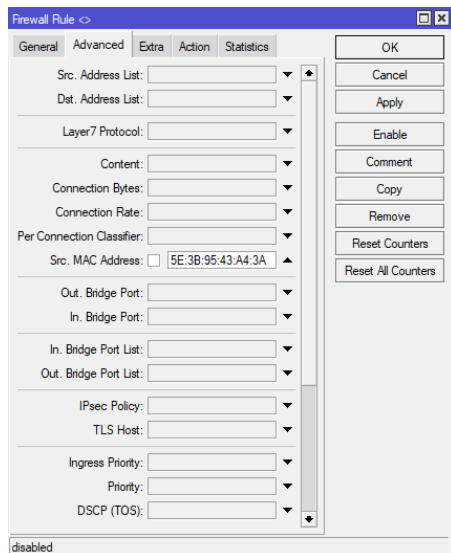 Firewall Rule <>
General Advanced Extra Action Statistics
OK
Src. Address List:
Cancel
Dst. Address List:
Apply
Layer7 Protocol:
Enable
Content:
Comment
Connection Bytes:
Copy
Connection Rate:
Remove
Per Connection Classifier:
Reset Counters
Src. MAC Address: 5E:3B:95:43:A4:3A
Reset All Counters
Out. Bridge Port:
In. Bridge Port:
In. Bridge Port List:
Out. Bridge Port List:
IPsec Policy:
TLS Host:
Ingress Priority:
Priority:
DSCP (TOS):
disabled